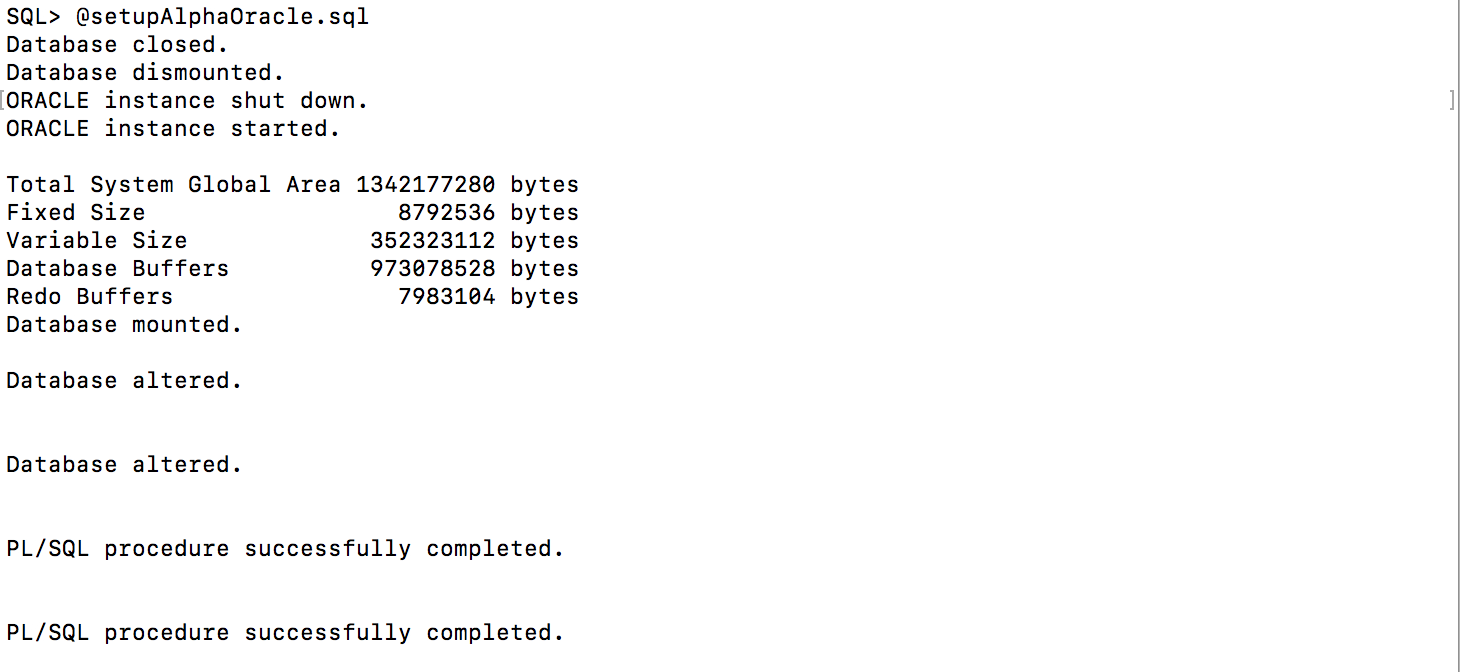 SQL> @setupAlphaOracle.sql
Database closed.
Database dismounted.
[ORACLE instance shut down. ]
ORACLE instance started.
Total System Global Area 1342177280 bytes
Fixed Size 8792536 bytes
Variable Size 352323112 bytes
Database Buffers 973078528 bytes
Redo Buffers 7983104 bytes
Database mounted.
Database altered.
Database altered.
PL/SQL procedure successfully completed.
PL/SQL procedure successfully completed.